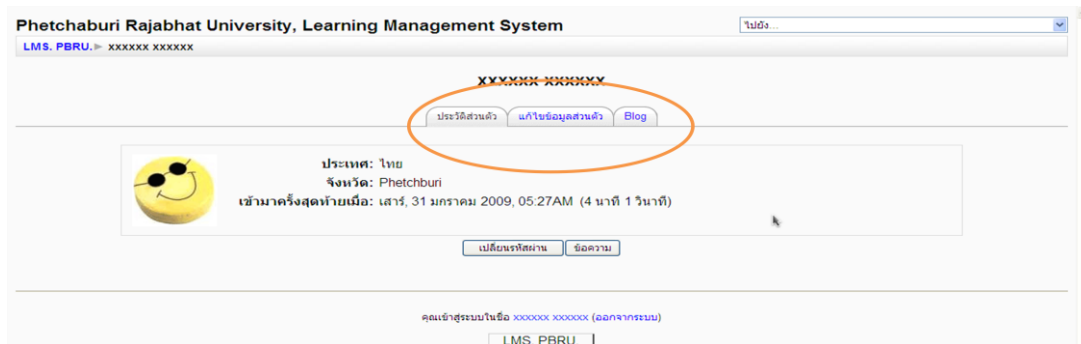 Phetchaburi Rajabhat University, Learning Management System ไปยัง...
LMS. PBRU.► xxxxxx xxxxxx
xxxxxx xxxxxx
ประวัติส่วนตัว แก้ไขข้อมูลส่วนตัว Blog
ประเทศ: ไทย
จังหวัด: Phetchburi
เข้ามาครั้งสุดท้ายเมื่อ: เสาร์, 31 มกราคม 2009, 05:27AM (4 นาที 1 วินาที)
เปลี่ยนรหัสผ่าน ข้อความ
คุณเข้าสู่ระบบในชื่อ xxxxxx xxxxxx (ออกจากระบบ)
LMS. PBRU.